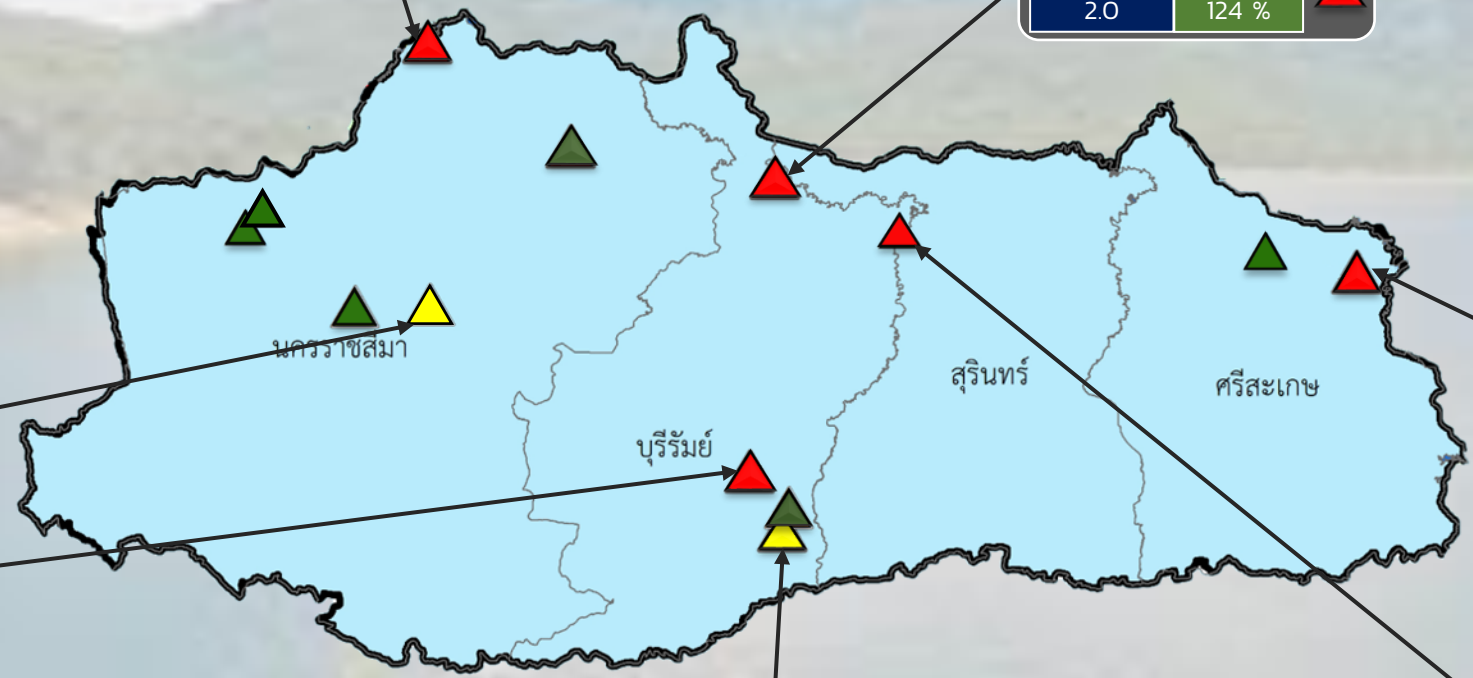 2.0 124 %
นครราชสีมา
สุรินทร์
ศรีสะเกษ
บุรีรัมย์